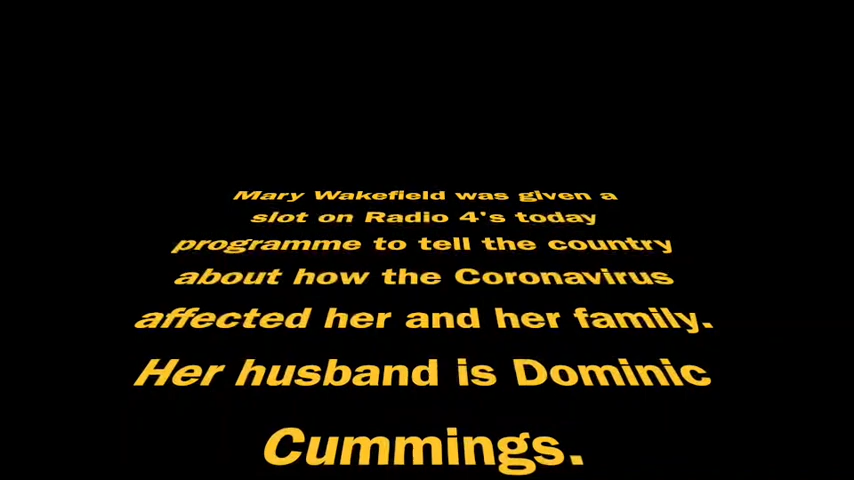 Mary Wakefield was given a
slot on Radio 4's today
programme to tell the country
about how the Coronavirus
affected her and her family.
Her husband is Dominic
Cummings.